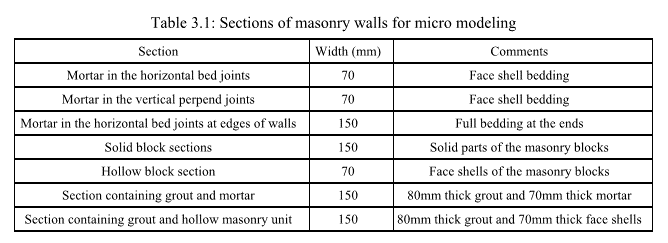 Table 3.1: Sections of masonry walls for micro modeling
Section Width (mm) Comments
Mortar in the horizontal bed joints 70 Face shell bedding
Mortar in the vertical perpend joints 70 Face shell bedding
Mortar in the horizontal bed joints at edges of walls 150 Full bedding at the ends
Solid block sections 150 Solid parts of the masonry blocks
Hollow block section 70 Face shells of the masonry blocks
Section containing grout and mortar 150 80mm thick grout and 70mm thick mortar
Section containing grout and hollow masonry unit 150 80mm thick grout and 70mm thick face shells